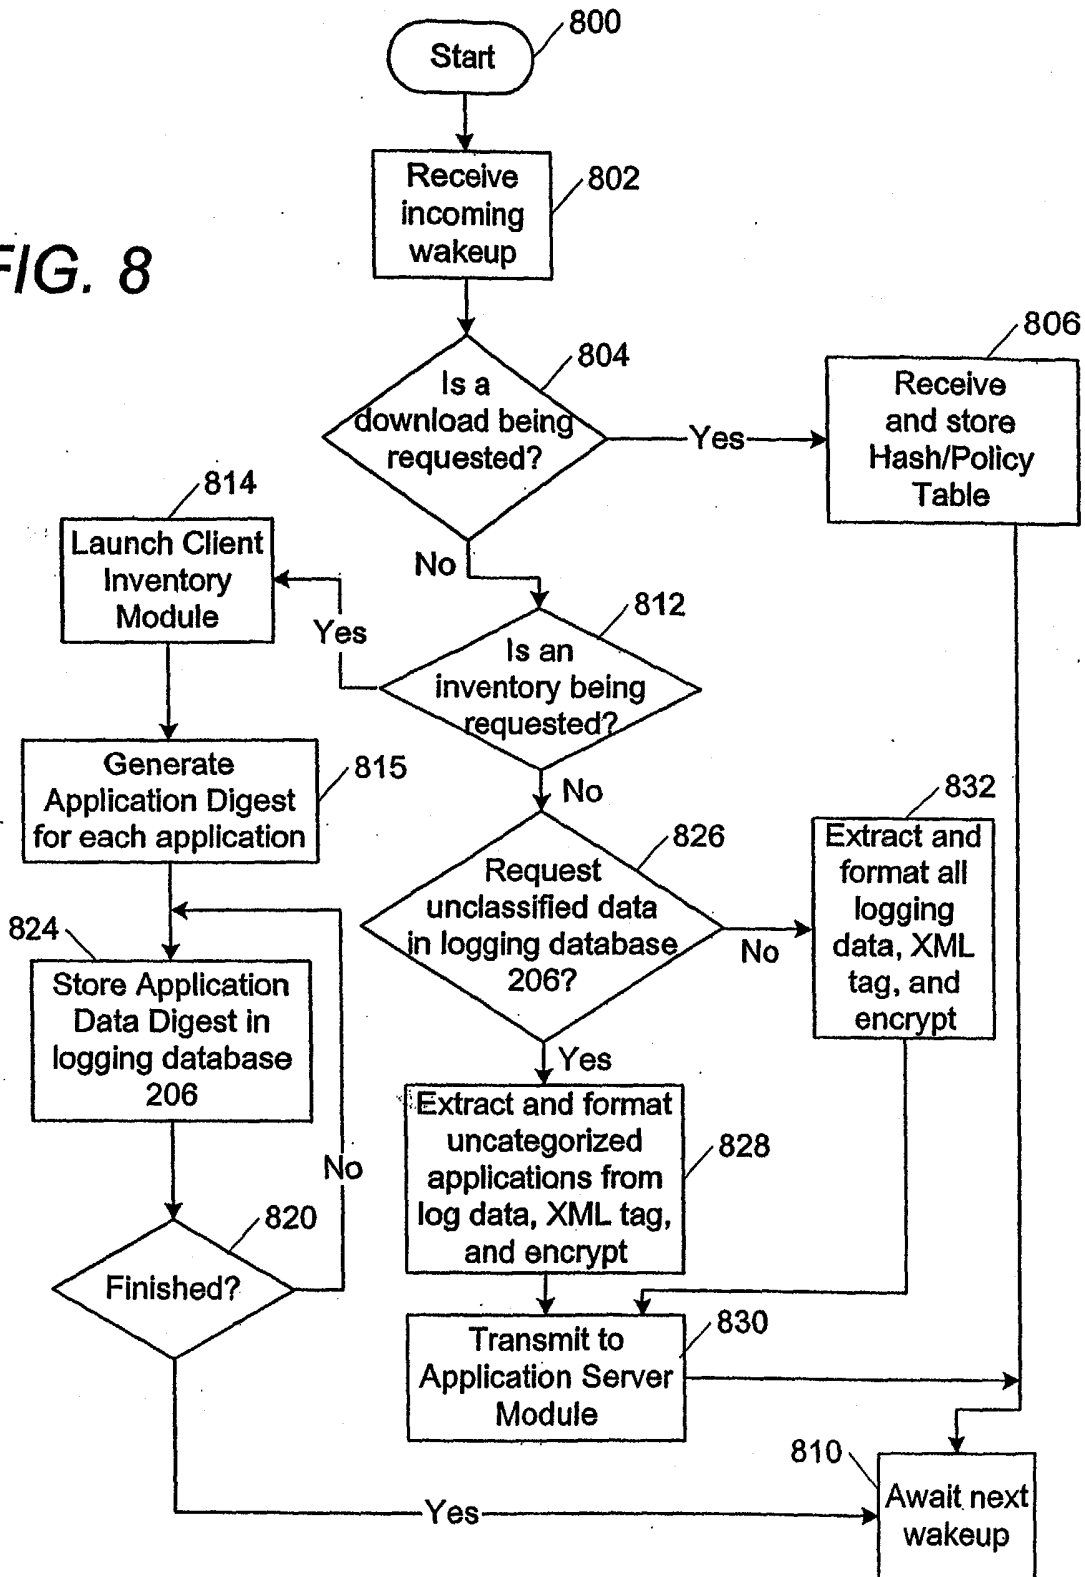 800
Start
Receive
incoming
wakeup
802
FIG. 8
804
Is a
download being
requested?
Yes
806
Receive
and store
Hash/Policy
Table
No
814
Launch Client
Inventory
Module
Yes
812
Is an
inventory being
requested?
No
Generate
Application Digest
for each application
815
826
Request
unclassified data
in logging database
206?
No
832
Extract and
format all
logging
data, XML
tag, and
encrypt
824
Store Application
Data Digest in
logging database
206
No
Yes
Extract and format
uncategorized
applications from
log data, XML tag,
and encrypt
828
820
Finished?
Transmit to
Application Server
Module
830
Yes
810
Await next
wakeup